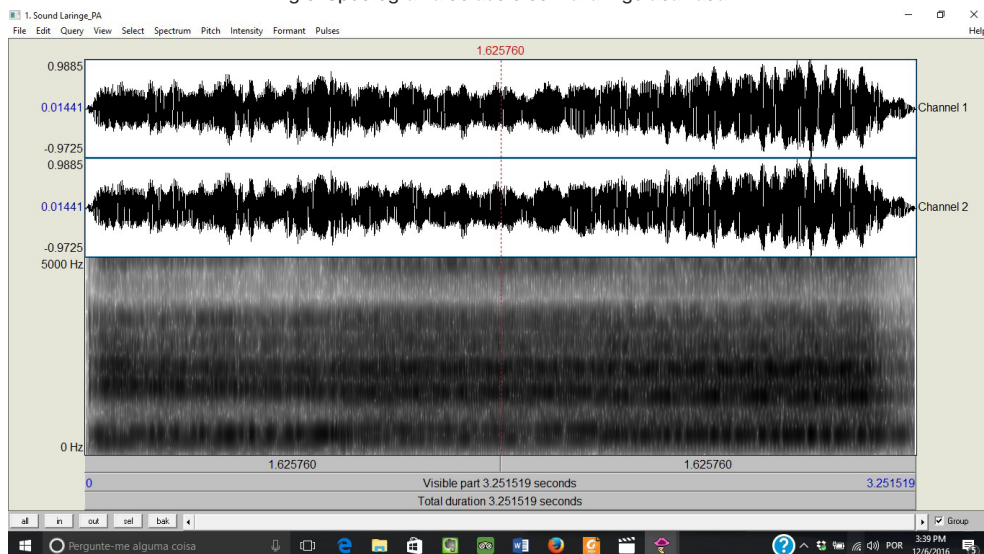 1. Sound Laringe_PA
File Edit Query View Select Spectrum Pitch Intensity Formant Pulses Help
1.625760
0.9885
0.01441
-0.9725
Channel 1
0.9885
0.01441
-0.9725
Channel 2
5000 Hz
0 Hz
1.625760 1.625760
0 Visible part 3.251519 seconds 3.251519
Total duration 3.251519 seconds
all in out sel bak Group
Pergunte-me alguma coisa
POR
3:39 PM
12/6/2016